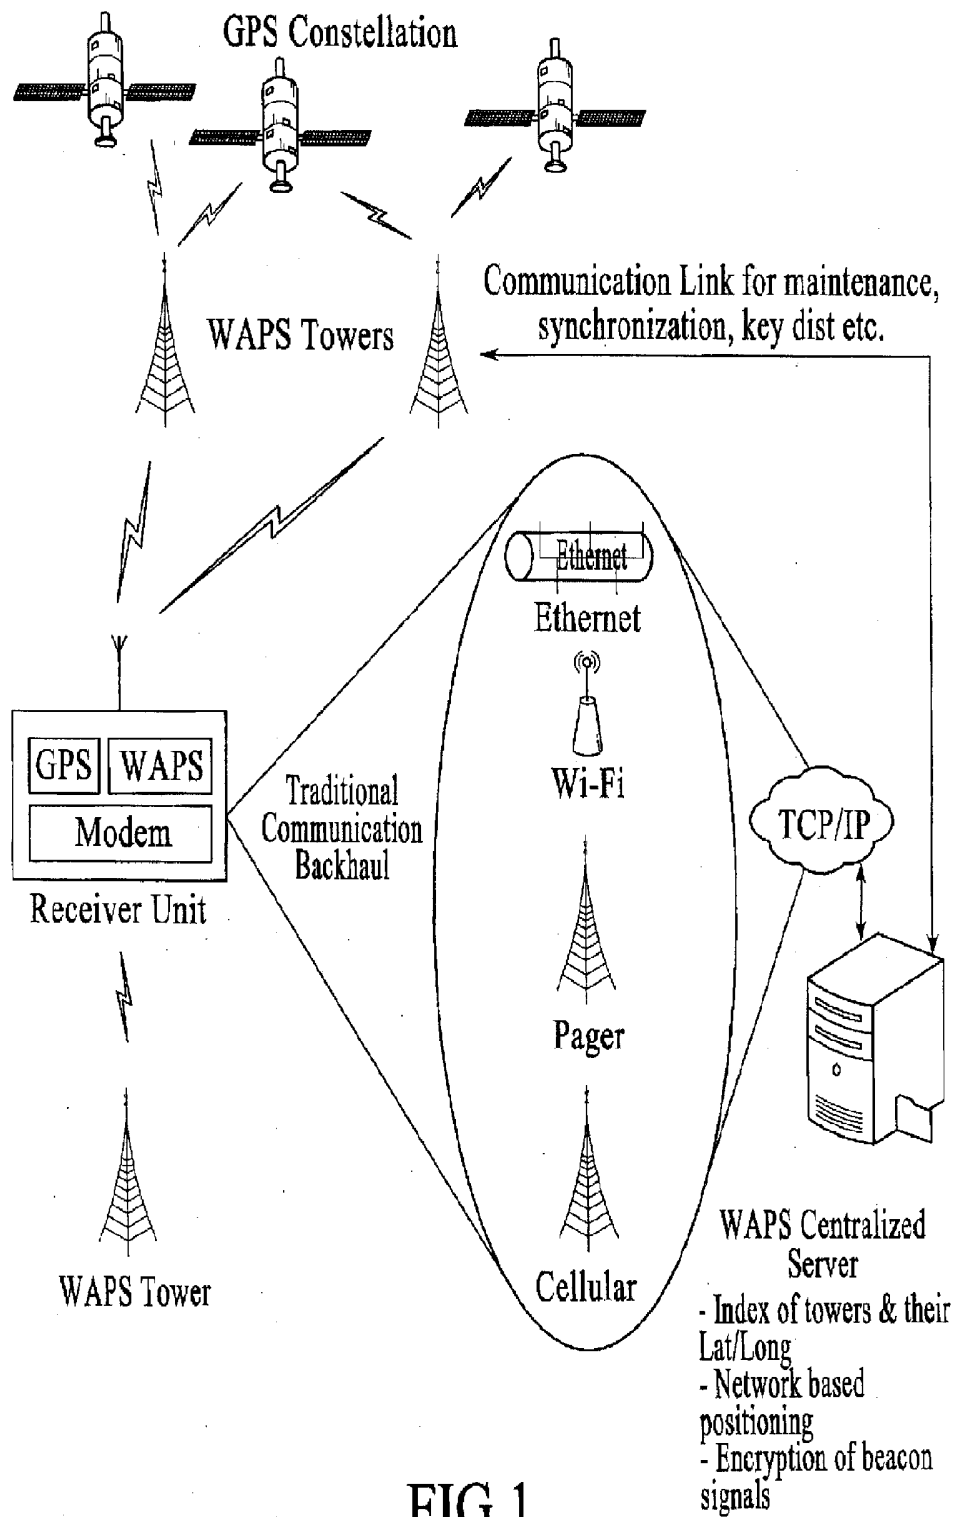 GPS Constellation
WAPS Towers
Communication Link for maintenance,
synchronization, key dist etc.
Ethernet
Ethernet
Wi-Fi
GPS
WAPS
Modem
Receiver Unit
Traditional
Communication
Backhaul
TCP/IP
Pager
Cellular
WAPS Tower
WAPS Centralized
Server
- Index of towers & their
Lat/Long
- Network based
positioning
- Encryption of beacon
signals
FIG.1